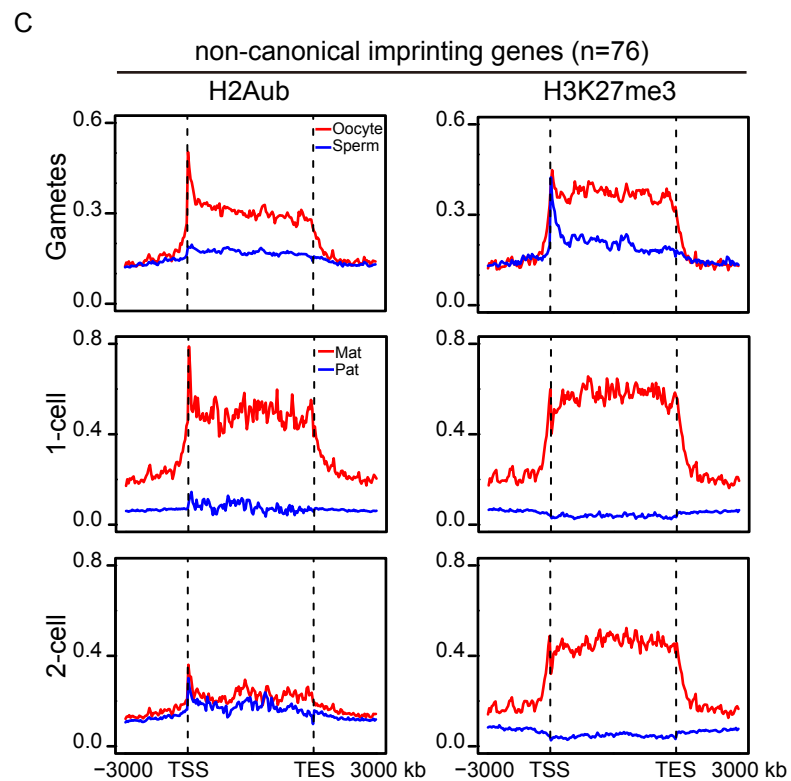 C
non-canonical imprinting genes (n=76)
H2Aub H3K27me3
Gametes
0.6
0.3
0.0
Oocyte
Sperm
0.6
0.3
0.0
1-cell
0.8
0.4
0.0
Mat
Pat
0.8
0.4
0.0
2-cell
0.8
0.4
0.0
0.8
0.4
0.0
−3000 TSS TES 3000 kb −3000 TSS TES 3000 kb